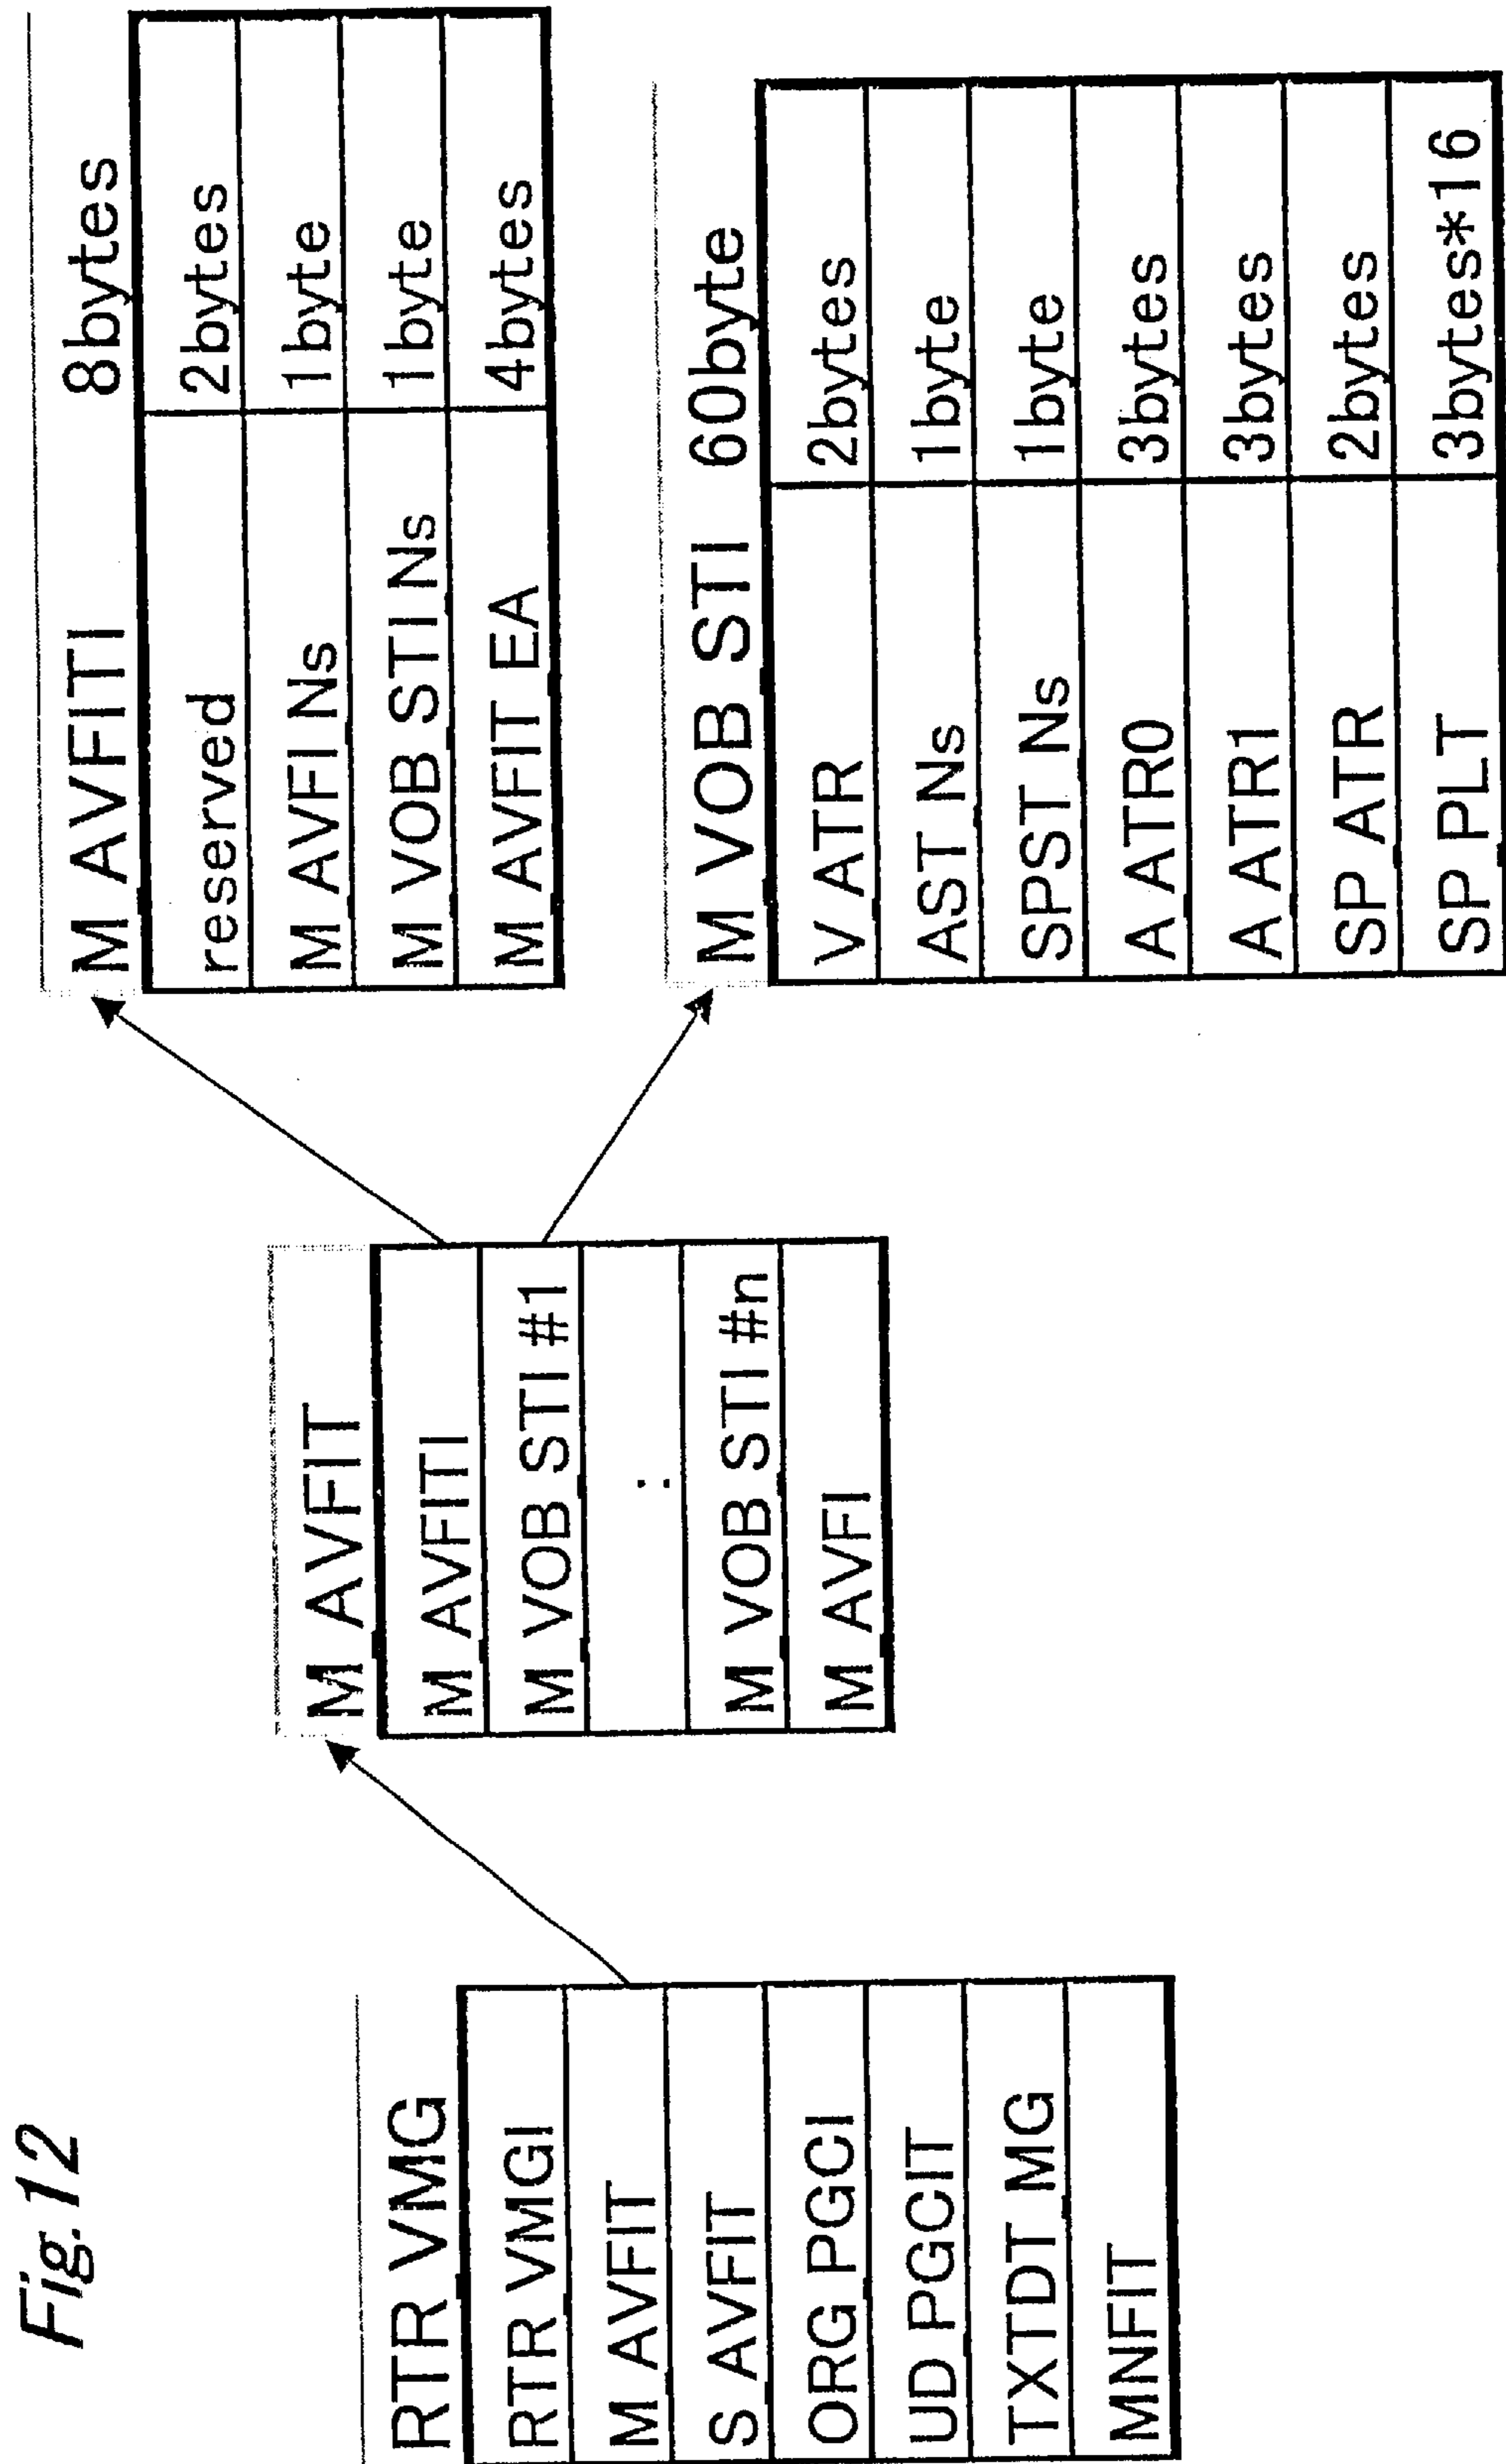 Fig. 12
RTR VMG
RTR VMGI
M AVFIT
S AVFIT
ORG PGCI
UD PGCIT
TXTDT MG
MNFIT
M AVFIT
M AVFITI
M VOB STI #1
:
M VOB STI #n
M AVFI
M AVFITI 8bytes
reserved 2bytes
M AVFI Ns 1byte
M VOB STI Ns 1byte
M AVFIT EA 4bytes
M VOB STI 60byte
V ATR 2bytes
AST Ns 1byte
SPST Ns 1byte
A ATR0 3bytes
A ATR1 3bytes
SP ATR 2bytes
SP PLT 3bytes*16